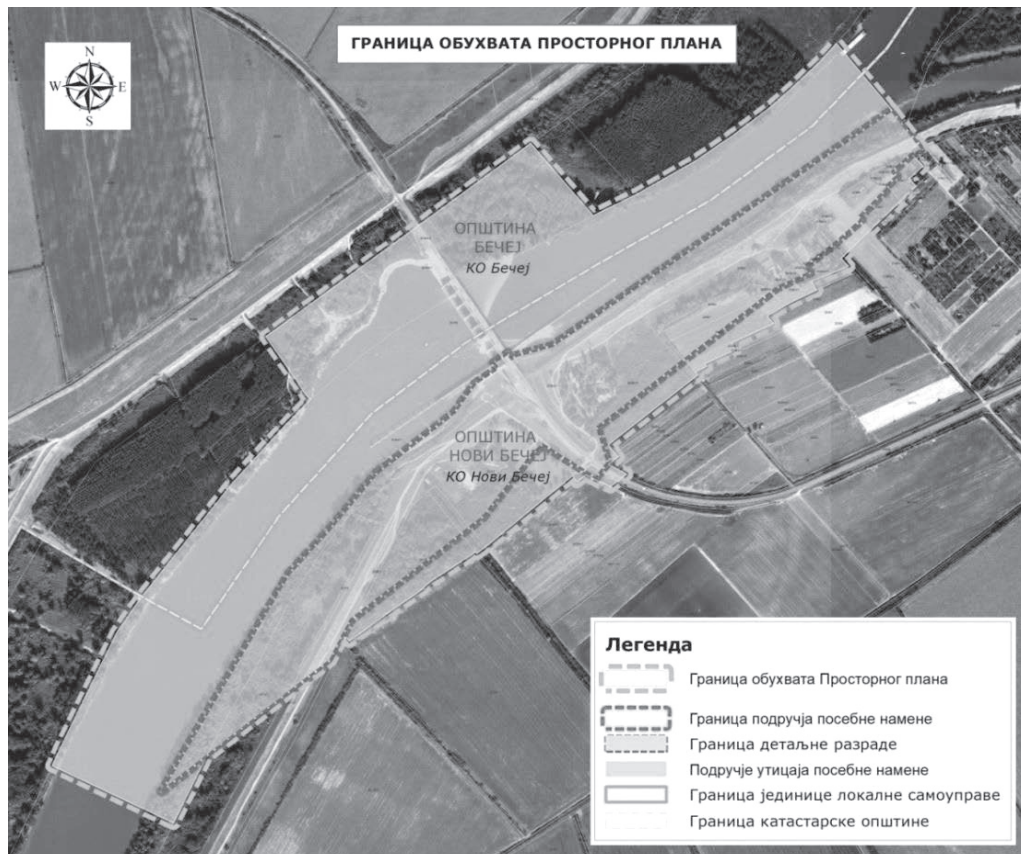 ГРАНИЦА ОБУХВАТА ПРОСТОРНОГ ПЛАНА
N
W E
S
ОПШТИНА
БЕЧЕЈ
КО Бечеј
ОПШТИНА
НОВИ БЕЧЕЈ
КО Нови Бечеј
Легенда
Граница обухвата Просторног плана
Граница подручја посебне намене
Граница детаљне разраде
Подручје утицаја посебне намене
Граница јединице локалне самоуправе
Граница катастарске општине